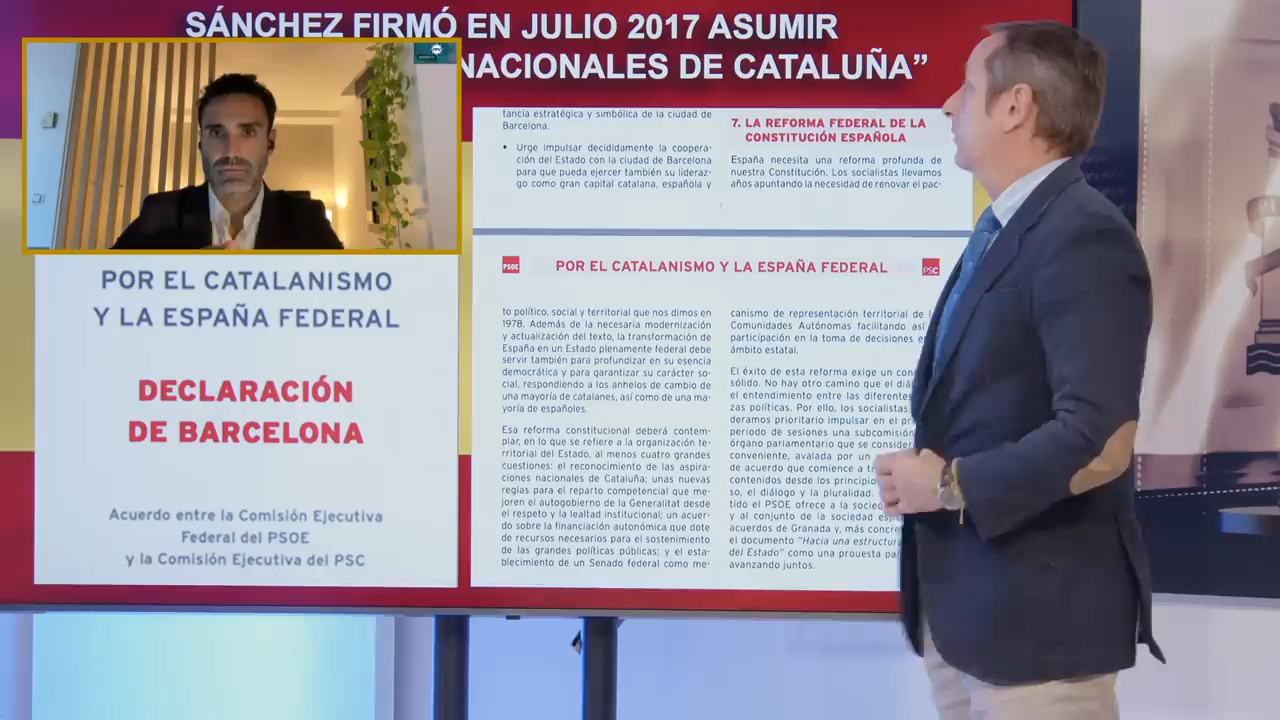 SÁNCHEZ FIRMÓ EN JULIO 2017 ASUMIR
NACIONALES DE CATALUÑA”
POR EL CATALANISMO
Y LA ESPAÑA FEDERAL
DECLARACIÓN
DE BARCELONA
Acuerdo entre la Comisión Ejecutiva
Federal del PSOE
y la Comisión Ejecutiva del PSC
tancia estratégica y simbólica de la ciudad de
Barcelona.
• Urge impulsar decididamente la coopera-
ción del Estado con la ciudad de Barcelona
para que pueda ejercer también su lideraz-
go como gran capital catalana, española y
7. LA REFORMA FEDERAL DE LA
CONSTITUCIÓN ESPAÑOLA
España necesita una reforma profunda de
nuestra Constitución. Los socialistas llevamos
años apuntando la necesidad de renovar el pac-
PSOE
POR EL CATALANISMO Y LA ESPAÑA FEDERAL
PSC
to político, social y territorial que nos dimos en
1978. Además de la necesaria modernización
y actualización del texto, la transformación de
España en un Estado plenamente federal debe
servir también para profundizar en su esencia
democrática y para garantizar su carácter so-
cial, respondiendo a los anhelos de cambio de
una mayoría de catalanes, así como de una ma-
yoría de españoles.
Esa reforma constitucional deberá contem-
plar, en lo que se refiere a la organización te-
rritorial del Estado, al menos cuatro grandes
cuestiones: el reconocimiento de las aspira-
ciones nacionales de Cataluña; unas nuevas
reglas para el reparto competencial que me-
joren el autogobierno de la Generalitat desde
el respeto y la lealtad institucional; un acuer-
do sobre la financiación autonómica que dote
de recursos necesarios para el sostenimiento
de las grandes políticas públicas; y el esta-
blecimiento de un Senado federal como me-
canismo de representación territorial de
Comunidades Autónomas facilitando así
participación en la toma de decisiones e
ámbito estatal.
El éxito de esta reforma exige un con
sólido. No hay otro camino que el diá
el entendimiento entre las diferentes
zas políticas. Por ello, los socialistas
deramos prioritario impulsar en el pr
periodo de sesiones una subcomisión
órgano parlamentario que se consider
conveniente, avalada por un
de acuerdo que comience a tr
contenidos desde los principio
so, el diálogo y la pluralidad.
tido el PSOE ofrece a la socied
y al conjunto de la sociedad esp
acuerdos de Granada y, más concre
el documento “Hacia una estructura
del Estado” como una propuesta pa
avanzando juntos.